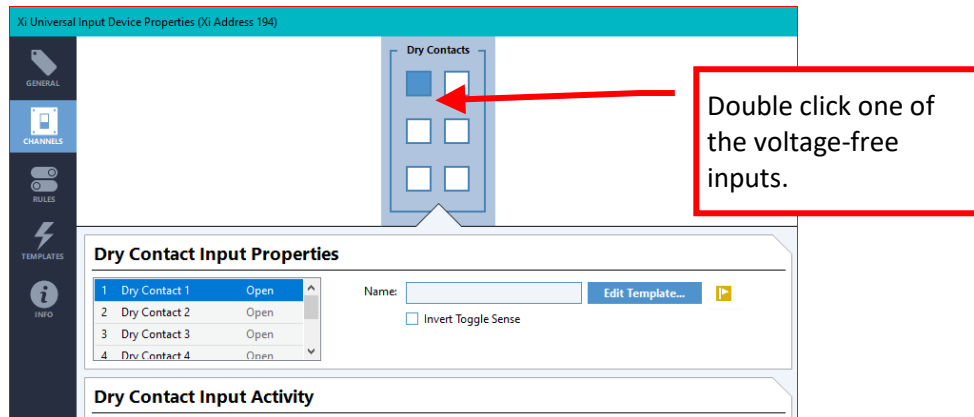 Xi Universal Input Device Properties (Xi Address 194)
GENERAL
CHANNELS
RULES
TEMPLATES
INFO
Dry Contacts
Double click one of
the voltage-free
inputs.
Dry Contact Input Properties
1 Dry Contact 1 Open
2 Dry Contact 2 Open
3 Dry Contact 3 Open
4 Dry Contact 4 Open
Name:
Edit Template...
Invert Toggle Sense
Dry Contact Input Activity